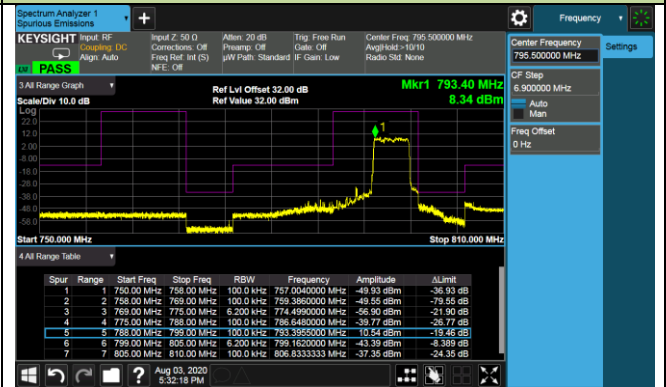 Spectrum Analyzer 1
Spurious Emissions
Frequency
KEYSIGHT
Input: RF
Coupling: DC
Align: Auto
Input Z: 50 Ω
Corrections: Off
Freq Ref: Int (S)
NFE: Off
Atten: 20 dB
Preamp: Off
µW Path: Standard
Trig: Free Run
Gate: Off
IF Gain: Low
Center Freq: 795.500000 MHz
Avg|Hold:>10/10
Radio Std: None
PASS
Center Frequency
795.500000 MHz
Settings
CF Step
6.900000 MHz
Auto
Man
Freq Offset
0 Hz
3 All Range Graph
Ref Lvl Offset 32.00 dB
Mkr1 793.40 MHz
Scale/Div 10.0 dB
Ref Value 32.00 dBm
8.34 dBm
Log
22.0
12.0
2.00
-8.00
-18.0
-28.0
-38.0
-48.0
-58.0
1
Start 750.000 MHz
Stop 810.000 MHz
4 All Range Table
Spur Range Start Freq Stop Freq RBW Frequency Amplitude ΔLimit
1 1 750.00 MHz 758.00 MHz 100.0 kHz 757.0040000 MHz -49.93 dBm -36.93 dB
2 2 758.00 MHz 769.00 MHz 100.0 kHz 759.3860000 MHz -49.55 dBm -79.55 dB
3 3 769.00 MHz 775.00 MHz 6.200 kHz 774.4990000 MHz -56.90 dBm -21.90 dB
4 4 775.00 MHz 788.00 MHz 100.0 kHz 786.6480000 MHz -39.77 dBm -26.77 dB
5 5 788.00 MHz 799.00 MHz 100.0 kHz 793.3955000 MHz 10.54 dBm -19.46 dB
6 6 799.00 MHz 805.00 MHz 6.200 kHz 799.1620000 MHz -43.39 dBm -8.389 dB
7 7 805.00 MHz 810.00 MHz 100.0 kHz 806.8333333 MHz -37.35 dBm -24.35 dB
?
Aug 03, 2020
5:32:18 PM